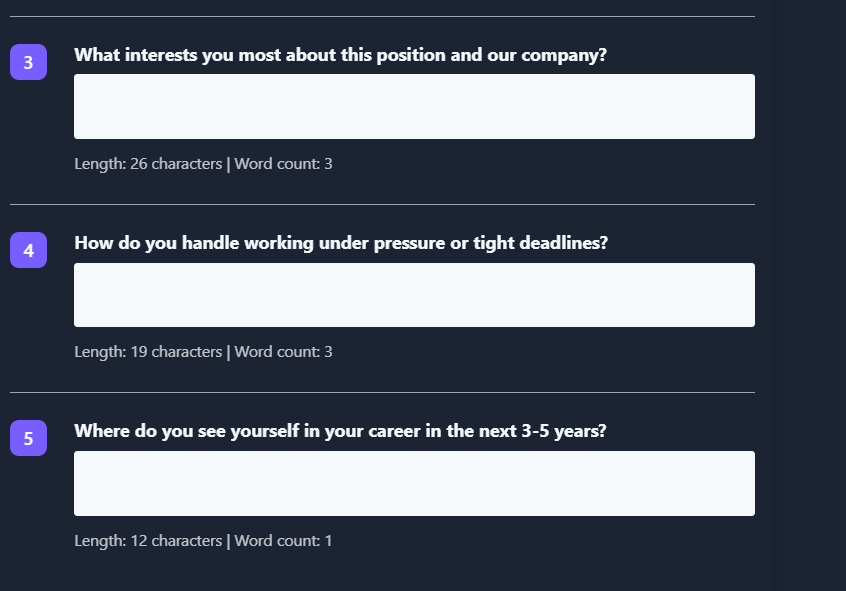 3
What interests you most about this position and our company?
Length: 26 characters | Word count: 3
4
How do you handle working under pressure or tight deadlines?
Length: 19 characters | Word count: 3
5
Where do you see yourself in your career in the next 3-5 years?
Length: 12 characters | Word count: 1